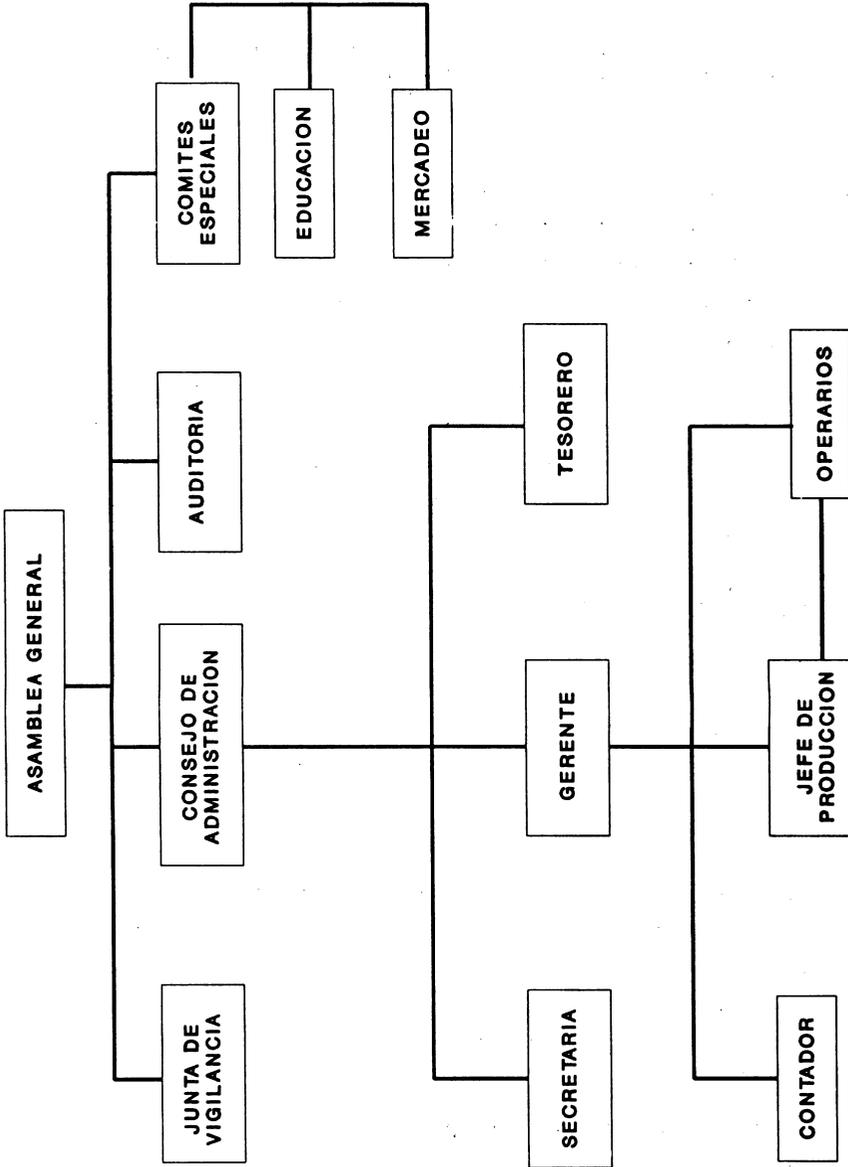 ASAMBLEA GENERAL
JUNTA DE
VIGILANCIA
CONSEJO DE
ADMINISTRACION
AUDITORIA
COMITES
ESPECIALES
EDUCACION
MERCADEO
SECRETARIA
GERENTE
TESORERO
CONTADOR
JEFE DE
PRODUCCION
OPERARIOS